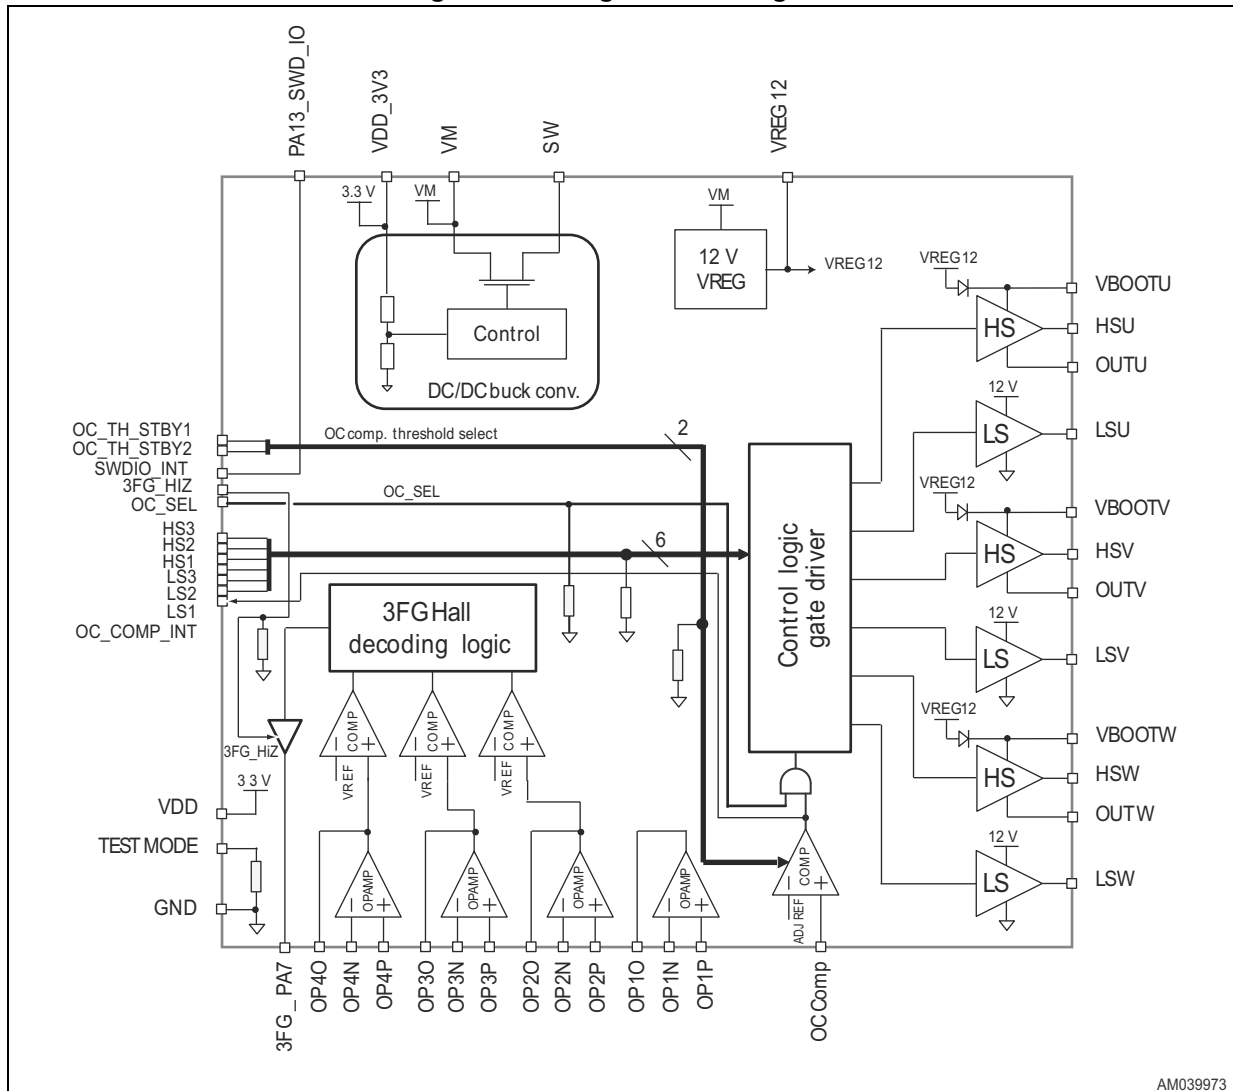 PA13_SWD_IO
VDD_3V3
VM
SW
VREG12
3.3 V
VM
VM
12 V
VREG
VREG12
Control
DC/DC buck conv.
VREG12
HS
VBOOTU
HSU
OUTU
12 V
LS
LSU
VREG12
HS
VBOOTV
HSV
OUTV
12 V
LS
LSV
VREG12
HS
VBOOTW
HSW
OUTW
12 V
LS
LSW
OC_TH_STBY1
OC_TH_STBY2
SWDIO_INT
3FG_HIZ
OC_SEL
HS3
HS2
HS1
LS3
LS2
LS1
OC_COMP_INT
OC comp. threshold select
2
OC_SEL
6
Control logic
gate driver
3FG Hall
decoding logic
3FG_HiZ
COMP
VREF
COMP
VREF
COMP
VREF
3 3 V
VDD
TEST MODE
GND
OPAMP
OPAMP
OPAMP
OPAMP
COMP
ADJ REF
3FG_PA7
OP4O
OP4N
OP4P
OP3O
OP3N
OP3P
OP2O
OP2N
OP2P
OP1O
OP1N
OP1P
OC Comp
AM039973